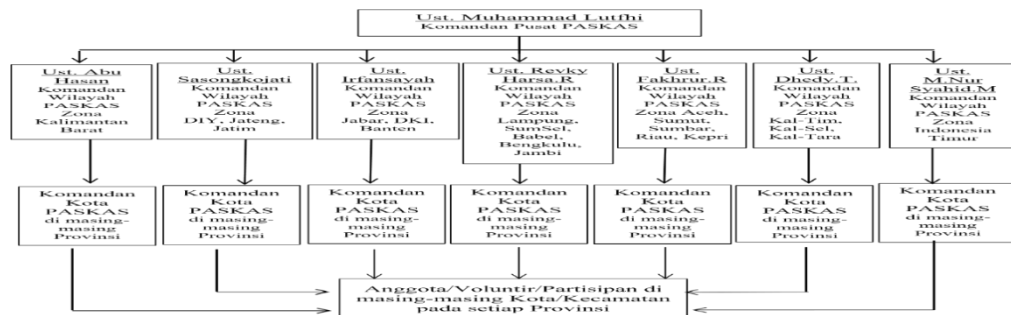 Ust. Muhammad Lutfhi
Komandan Pusat PASKAS
Ust. Abu
Hasan
Komandan
Wilayah
PASKAS
Zona
Kalimantan
Barat
Ust.
Sasongkojati
Komandan
Wilayah
PASKAS
Zona
DIY, Jateng,
Jatim
Ust.
Irfansayah
Komandan
Wilayah
PASKAS
Zona
Jabar, DKI,
Banten
Ust. Revky
Harsa.R
Komandan
Wilayah
PASKAS
Zona
Lampung,
SumSel,
Babel,
Bengkulu,
Jambi
Ust.
Fakhrur.R
Komandan
Wilayah
PASKAS
Zona Aceh,
Sumut,
Sumbar,
Riau, Kepri
Ust.
Dhedy.T.
Komandan
Wilayah
PASKAS
Zona
Kal-Tim,
Kal-Sel,
Kal-Tara
Ust.
M.Nur
Syahid.M
Komandan
Wilayah
PASKAS
Zona
Indonesia
Timur
Komandan
Kota
PASKAS
di masing-
masing
Provinsi
Komandan
Kota
PASKAS
di masing-
masing
Provinsi
Komandan
Kota
PASKAS
di masing-
masing
Provinsi
Komandan
Kota
PASKAS
di masing-
masing
Provinsi
Komandan
Kota
PASKAS
di masing-
masing
Provinsi
Komandan
Kota
PASKAS
di masing-
masing
Provinsi
Komandan
Kota
PASKAS
di masing-
masing
Provinsi
Anggota/Voluntir/Partisipan di
masing-masing Kota/Kecamatan
pada setiap Provinsi